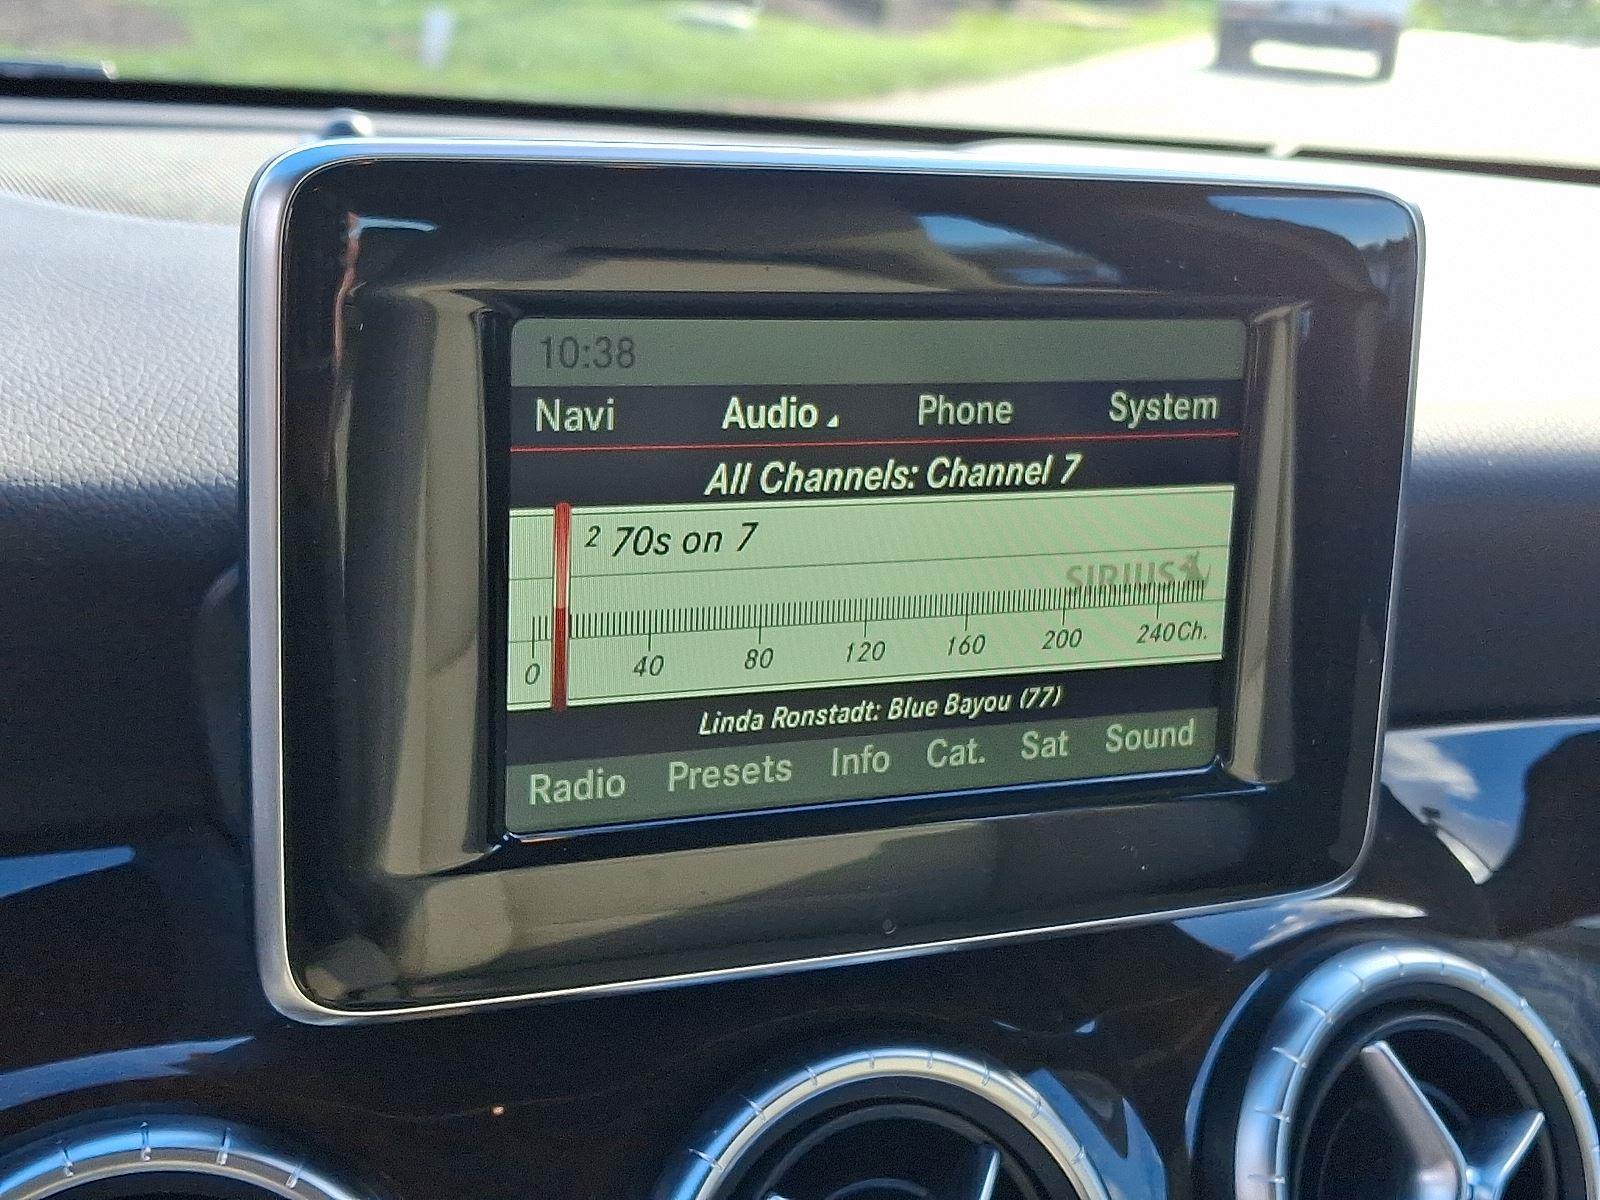 10:38
Navi Audio Phone System
All Channels: Channel 7
2 70s on 7
SIRIUS
0 40 80 120 160 200 240Ch.
Linda Ronstadt: Blue Bayou (77)
Radio Presets Info Cat. Sat Sound